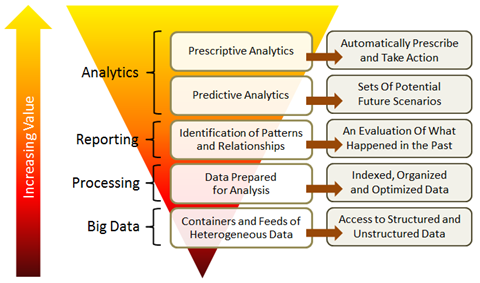 Increasing Value
Analytics
Prescriptive Analytics
Automatically Prescribe
and Take Action
Predictive Analytics
Sets Of Potential
Future Scenarios
Reporting
Identification of Patterns
and Relationships
An Evaluation Of What
Happened in the Past
Processing
Data Prepared
for Analysis
Indexed, Organized
and Optimized Data
Big Data
Containers and Feeds of
Heterogeneous Data
Access to Structured and
Unstructured Data